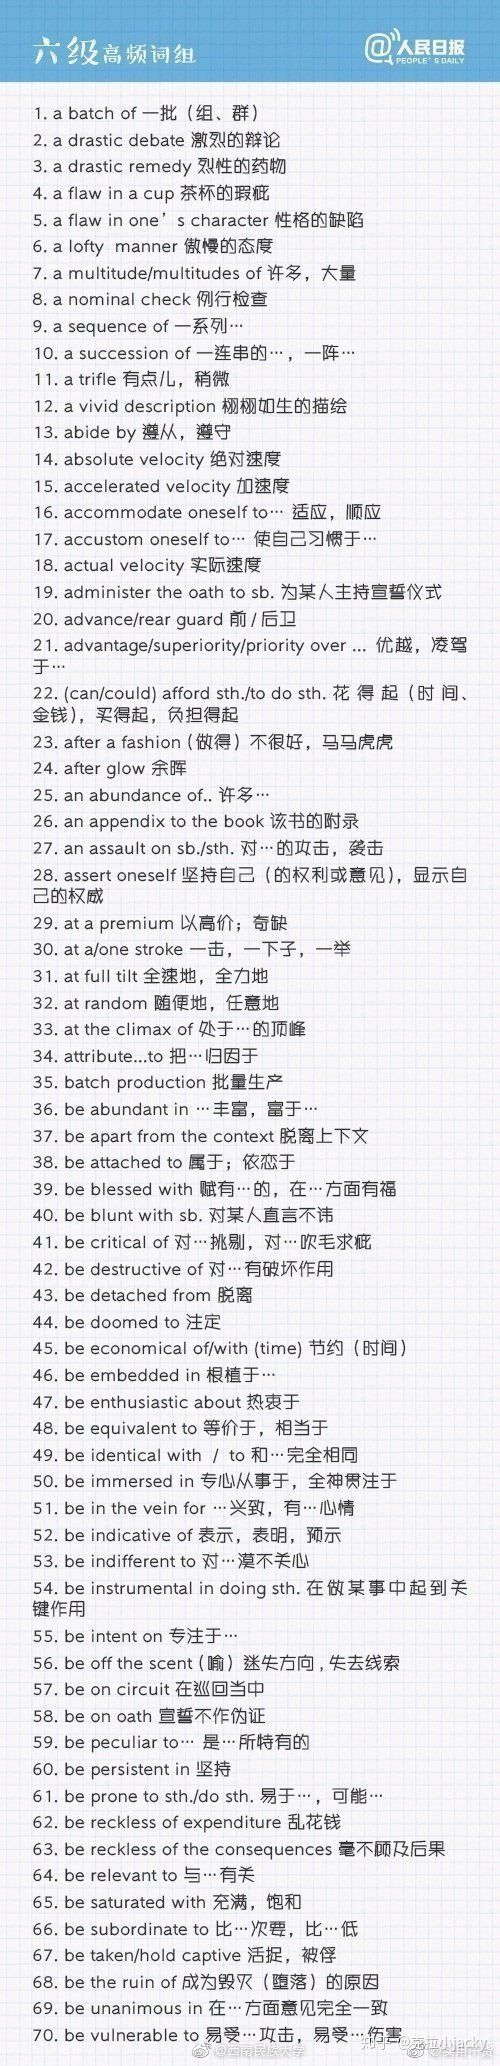 六级高频词组
@人民日报
PEOPLE'S DAILY
1. a batch of 一批（组、群）
2. a drastic debate 激烈的辩论
3. a drastic remedy 烈性的药物
4. a flaw in a cup 茶杯的瑕疵
5. a flaw in one's character 性格的缺陷
6. a lofty manner 傲慢的态度
7. a multitude/multitudes of 许多，大量
8. a nominal check 例行检查
9. a sequence of 一系列…
10. a succession of 一连串的…，一阵…
11. a trifle 有点儿，稍微
12. a vivid description 栩栩如生的描绘
13. abide by 遵从，遵守
14. absolute velocity 绝对速度
15. accelerated velocity 加速度
16. accommodate oneself to… 适应，顺应
17. accustom oneself to… 使自己习惯于…
18. actual velocity 实际速度
19. administer the oath to sb. 为某人主持宣誓仪式
20. advance/rear guard 前 / 后卫
21. advantage/superiority/priority over ... 优越，凌驾
于…
22. (can/could) afford sth./to do sth. 花得起（时间、
金钱），买得起，负担得起
23. after a fashion (做得）不很好，马马虎虎
24. after glow 余晖
25. an abundance of.. 许多…
26. an appendix to the book 该书的附录
27. an assault on sb./sth. 对…的攻击，袭击
28. assert oneself 坚持自己（的权利或意见），显示自
己的权威
29. at a premium 以高价；奇缺
30. at a/one stroke 一击，一下子，一举
31. at full tilt 全速地，全力地
32. at random 随便地，任意地
33. at the climax of 处于…的顶峰
34. attribute...to 把…归因于
35. batch production 批量生产
36. be abundant in …丰富，富于…
37. be apart from the context 脱离上下文
38. be attached to 属于；依恋于
39. be blessed with 赋有…的，在…方面有福
40. be blunt with sb. 对某人直言不讳
41. be critical of 对…挑剔，对…吹毛求疵
42. be destructive of 对…有破坏作用
43. be detached from 脱离
44. be doomed to 注定
45. be economical of/with (time) 节约（时间）
46. be embedded in 根植于…
47. be enthusiastic about 热衷于
48. be equivalent to 等价于，相当于
49. be identical with / to 和…完全相同
50. be immersed in 专心从事于，全神贯注于
51. be in the vein for …兴致，有…心情
52. be indicative of 表示，表明，预示
53. be indifferent to 对…漠不关心
54. be instrumental in doing sth. 在做某事中起到关
键作用
55. be intent on 专注于…
56. be off the scent (喻）迷失方向 , 失去线索
57. be on circuit 在巡回当中
58. be on oath 宣誓不作伪证
59. be peculiar to… 是…所特有的
60. be persistent in 坚持
61. be prone to sth./do sth. 易于…，可能…
62. be reckless of expenditure 乱花钱
63. be reckless of the consequences 毫不顾及后果
64. be relevant to 与…有关
65. be saturated with 充满，饱和
66. be subordinate to 比…次要，比…低
67. be taken/hold captive 活捉，被俘
68. be the ruin of 成为毁灭（堕落）的原因
69. be unanimous in 在…方面意见完全一致
70. be vulnerable to 易受…攻击，易受…伤害
@西南民族大学